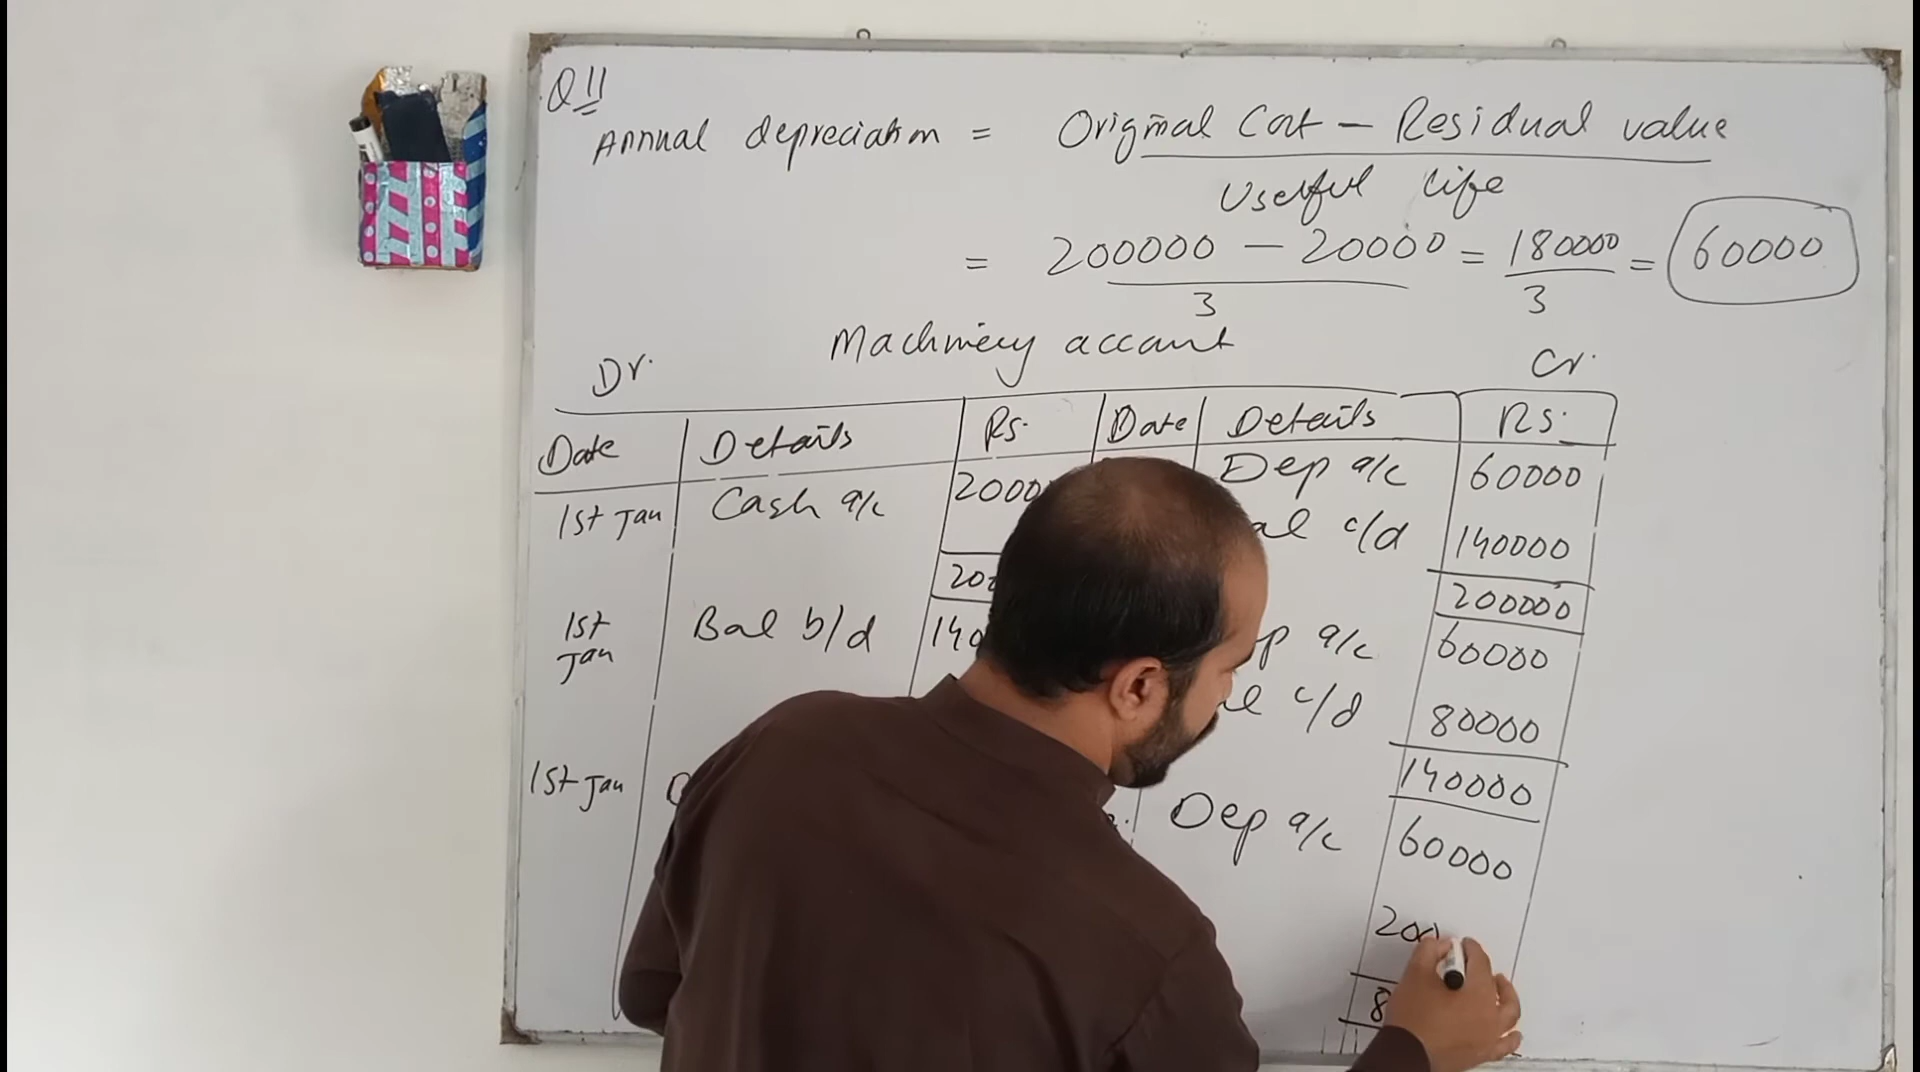 Q 11
Annual depreciation = Original Cost - Residual value
Useful life
= 200000 - 20000 = 180000 = 60000
3 3
Machinery account
Dr. Cr.
Date Details Rs. Date Details Rs.
1st Jan Cash a/c Dep a/c 60000
c/d 140000
200000
1st Jan Bal b/d a/c 60000
c/d 80000
140000
1st Jan Dep a/c 60000